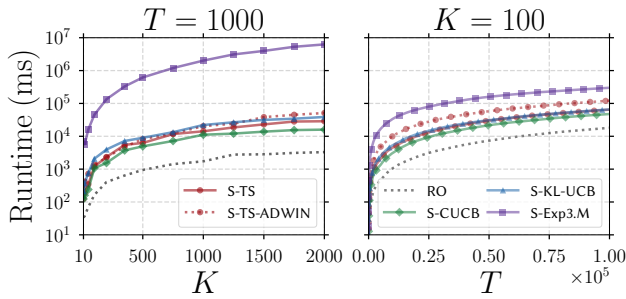 T = 1000
K = 100
Runtime (ms)
10^7
10^6
10^5
10^4
10^3
10^2
10^1
S-TS
S-TS-ADWIN
RO
S-CUCB
S-KL-UCB
S-Exp3.M
10 500 1000 1500 2000
0.00 0.25 0.50 0.75 1.00
×10^5
K
T